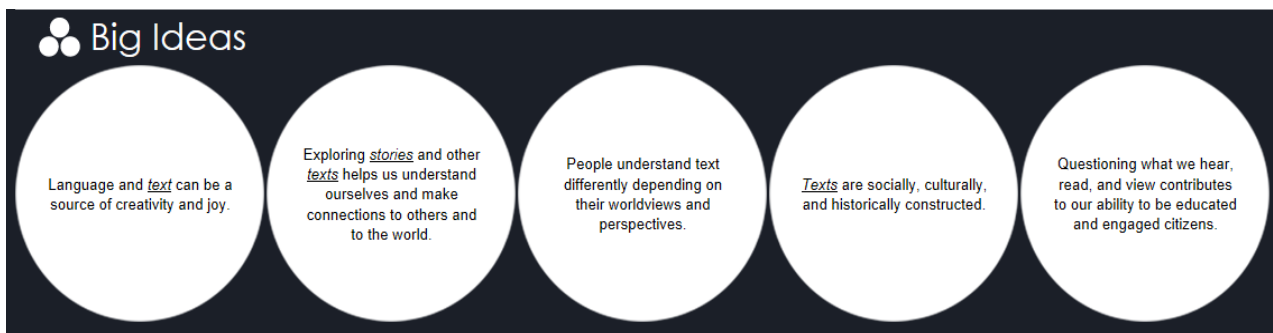 Big Ideas
Language and text can be a
source of creativity and joy.
Exploring stories and other
texts helps us understand
ourselves and make
connections to others and
to the world.
People understand text
differently depending on
their worldviews and
perspectives.
Texts are socially, culturally,
and historically constructed.
Questioning what we hear,
read, and view contributes
to our ability to be educated
and engaged citizens.